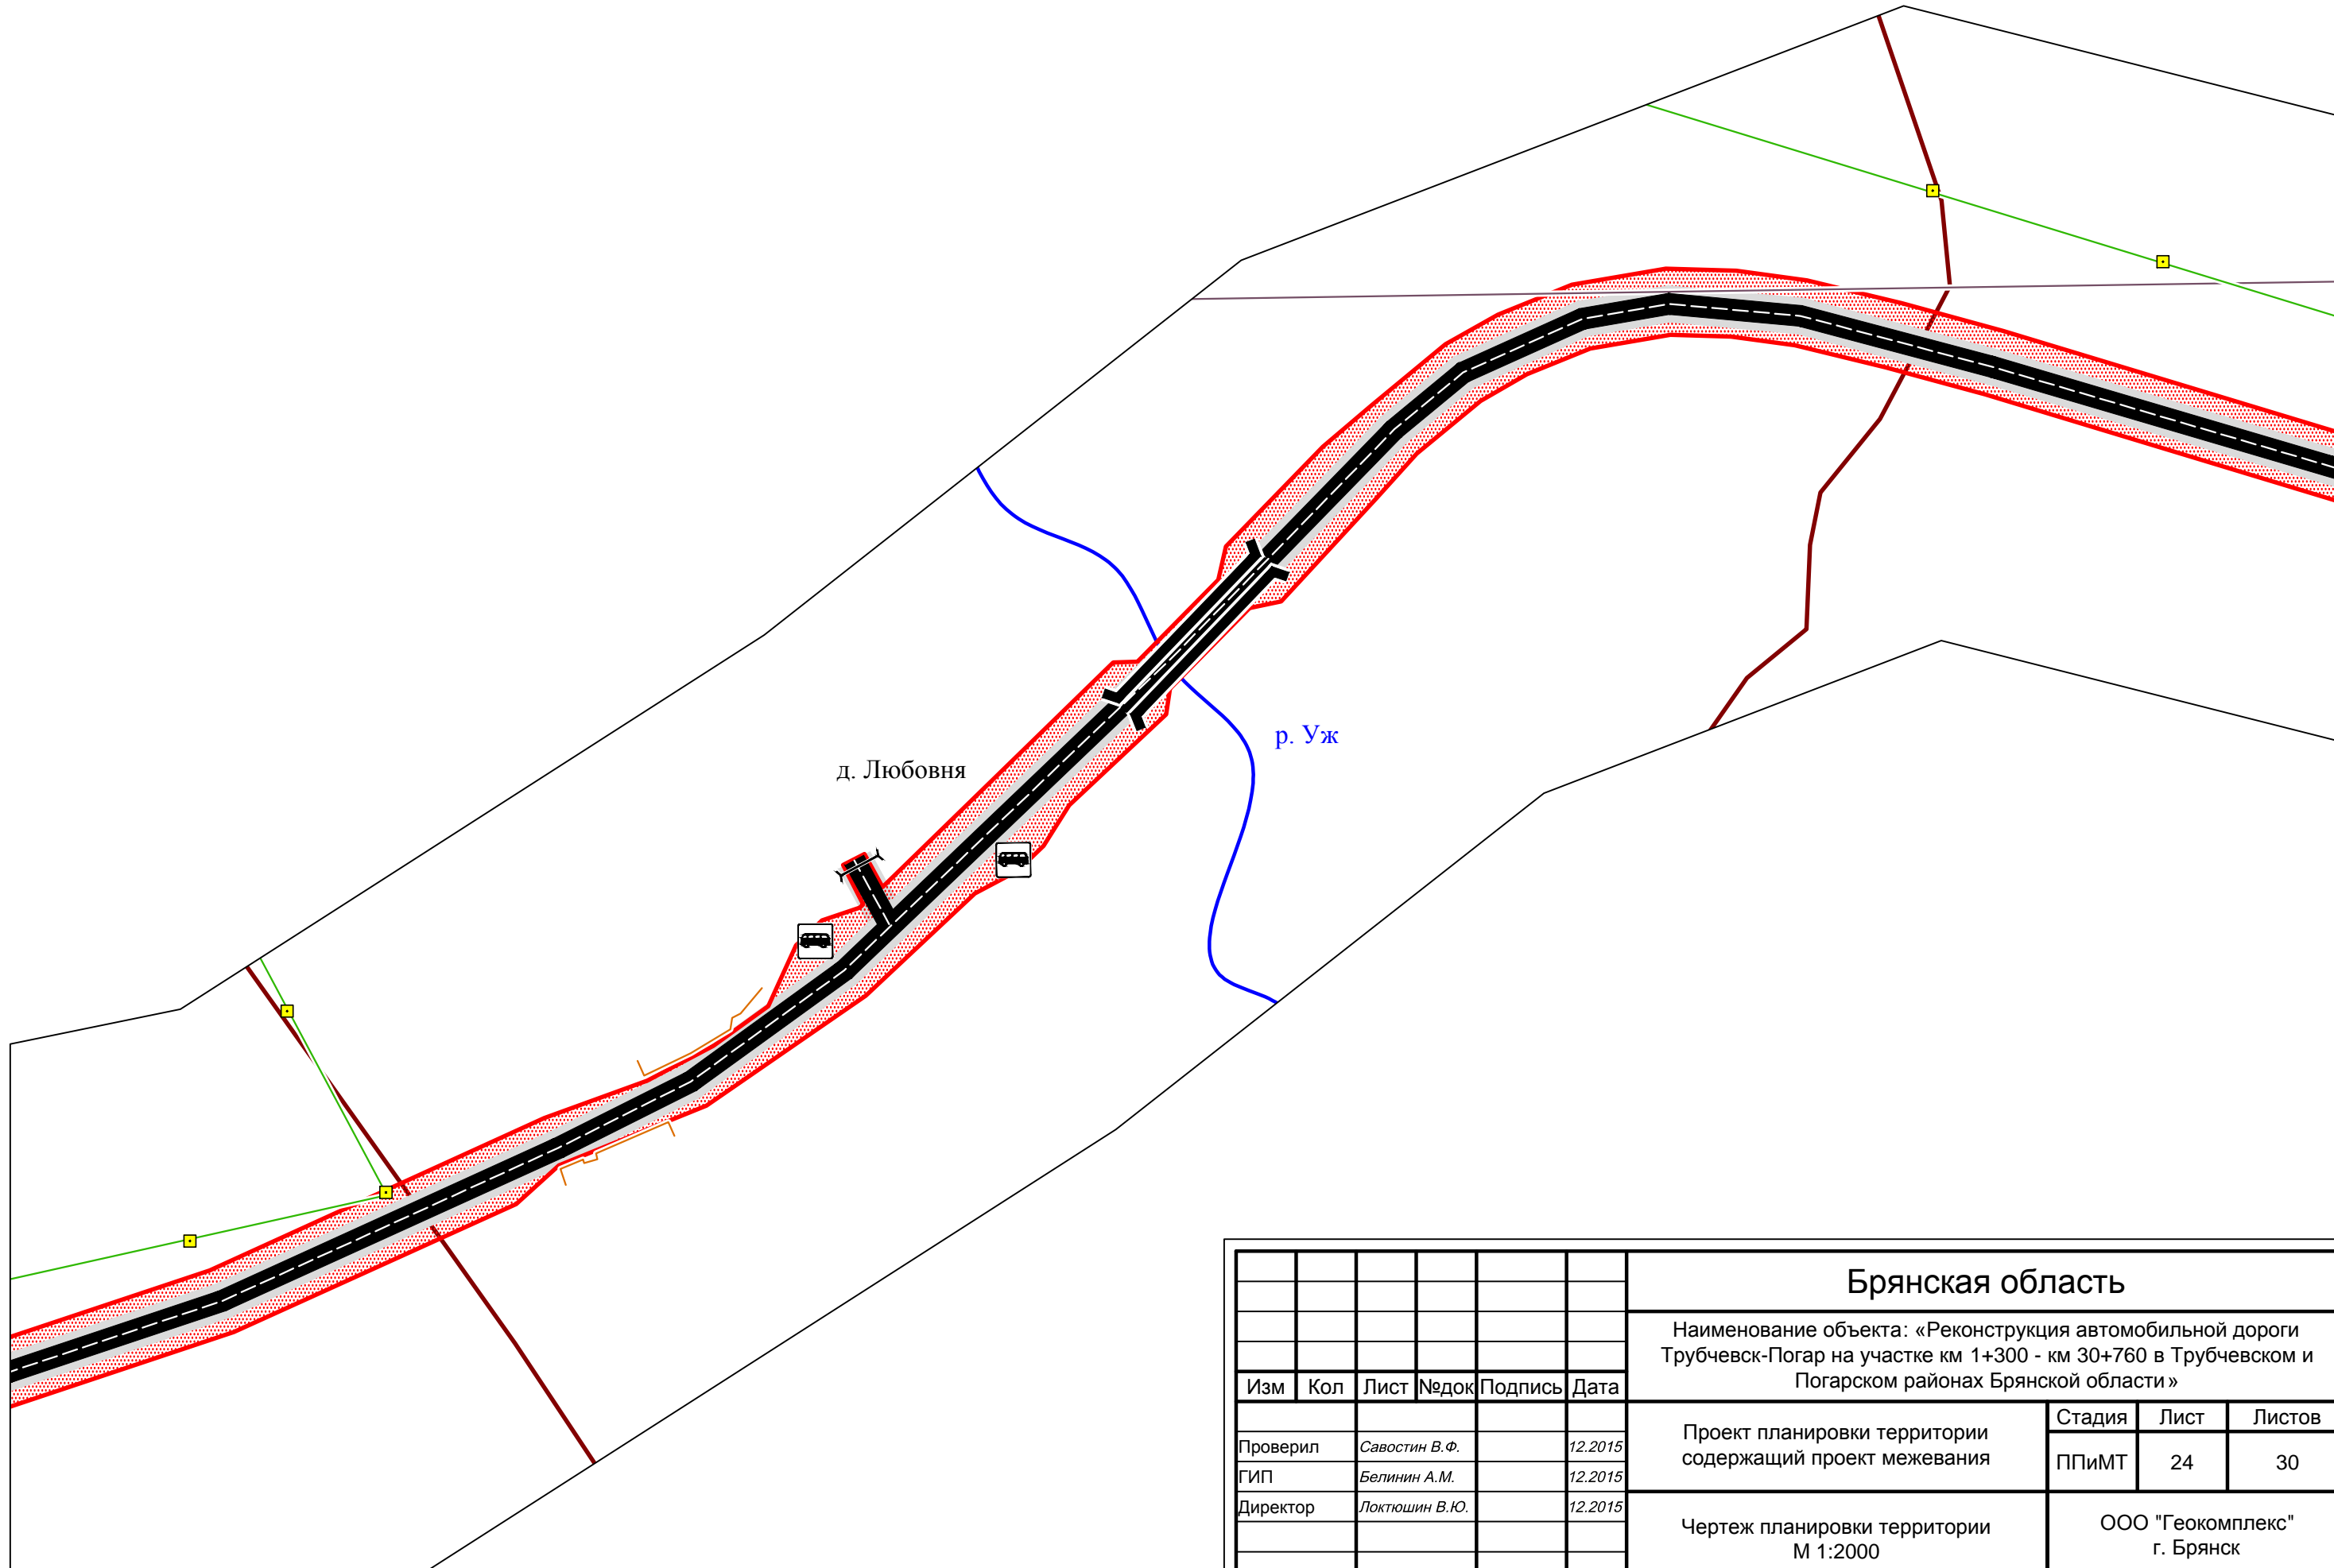 р. Уж
д. Любовня
Брянская область
Наименование объекта: «Реконструкция автомобильной дороги
Трубчевск-Погар на участке км 1+300 - км 30+760 в Трубчевском и
Погарском районах Брянской области»
Изм Кол Лист №док Подпись Дата
Проект планировки территории
содержащий проект межевания
Стадия Лист Листов
ППиМТ 24 30
Проверил Савостин В.Ф. 12.2015
ГИП Белинин А.М. 12.2015
Директор Локтюшин В.Ю. 12.2015
Чертеж планировки территории
М 1:2000
ООО "Геокомплекс"
г. Брянск